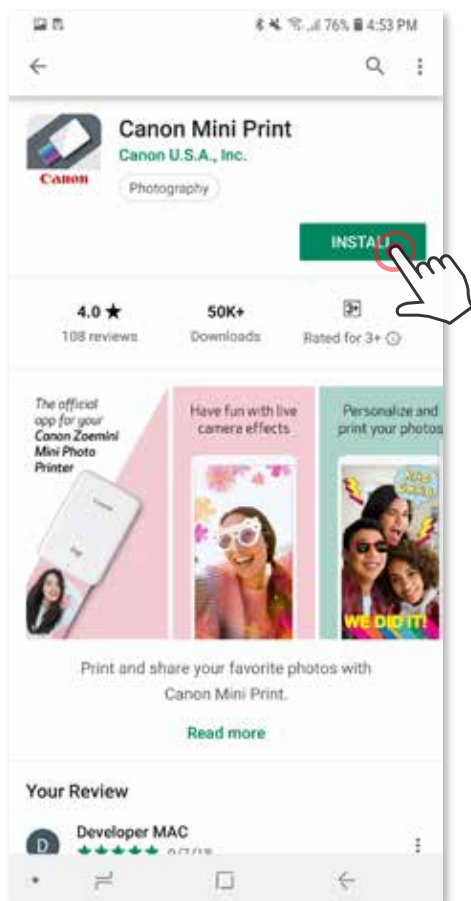 76% 4:53 PM
Canon Mini Print
Canon U.S.A., Inc.
Canon
Photography
INSTALL
4.0 ★
50K+
3+
108 reviews
Downloads
Rated for 3+
The official
app for your
Canon Zoemini
Mini Photo
Printer
Have fun with live
camera effects
Personalize and
print your photos
Canon
WE DID IT!
Print and share your favorite photos with
Canon Mini Print.
Read more
Your Review
D
Developer MAC